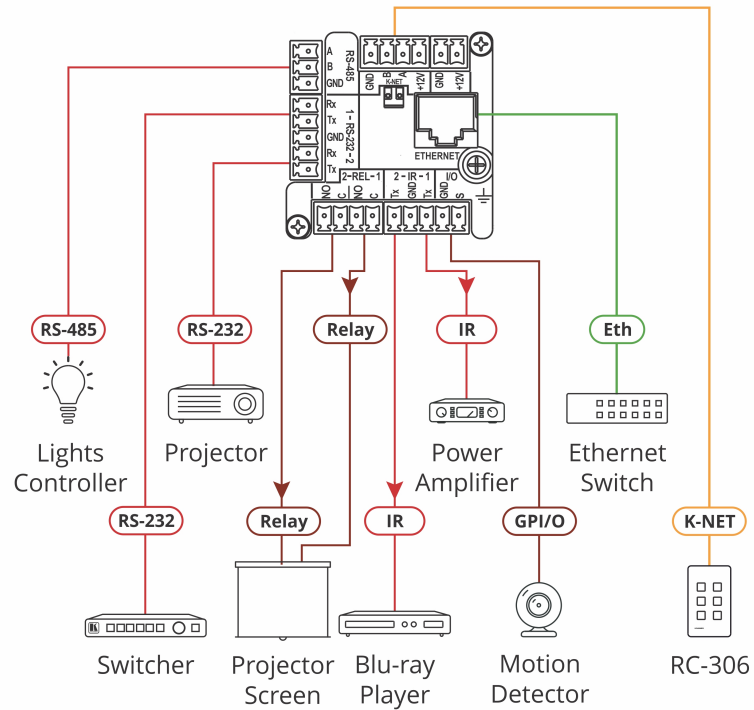 A
B
GND
RS-485
GND
B
A
+12V
GND
+12V
K-NET
Rx
Tx
GND
Rx
Tx
1-RS-232-2
ETHERNET
2-REL-1
2-IR-1
I/O
NO
C
NO
C
Tx
GND
Tx
GND
S
RS-485
RS-232
Relay
IR
Eth
Lights
Controller
Projector
Power
Amplifier
Ethernet
Switch
RS-232
Relay
IR
GPI/O
K-NET
Switcher
Projector
Screen
Blu-ray
Player
Motion
Detector
RC-306